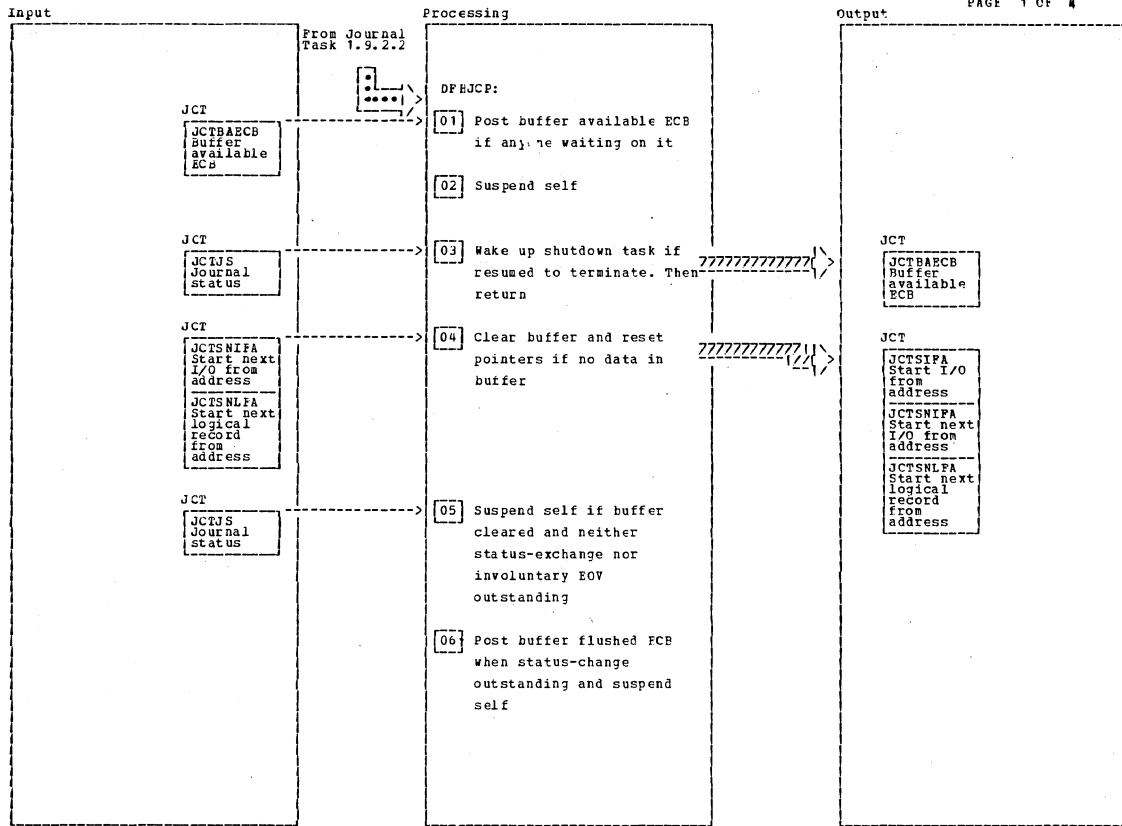 PAGE 1 OF 4
Input
Processing
Output
From Journal
Task 1.9.2.2
DFHJCP:
JCT
JCTBAECB
Buffer
available
ECB
01 Post buffer available ECB
if anyone waiting on it
02 Suspend self
JCT
JCTJS
Journal
status
03 Wake up shutdown task if
resumed to terminate. Then
return
JCT
JCTBAECB
Buffer
available
ECB
JCT
JCTSNIFA
Start next
I/O from
address
JCTSNLFA
Start next
logical
record
from
address
04 Clear buffer and reset
pointers if no data in
buffer
JCT
JCTSIFA
Start I/O
from
address
JCTSNIFA
Start next
I/O from
address
JCTSNLFA
Start next
logical
record
from
address
JCT
JCTJS
Journal
status
05 Suspend self if buffer
cleared and neither
status-exchange nor
involuntary EOV
outstanding
06 Post buffer flushed ECB
when status-change
outstanding and suspend
self